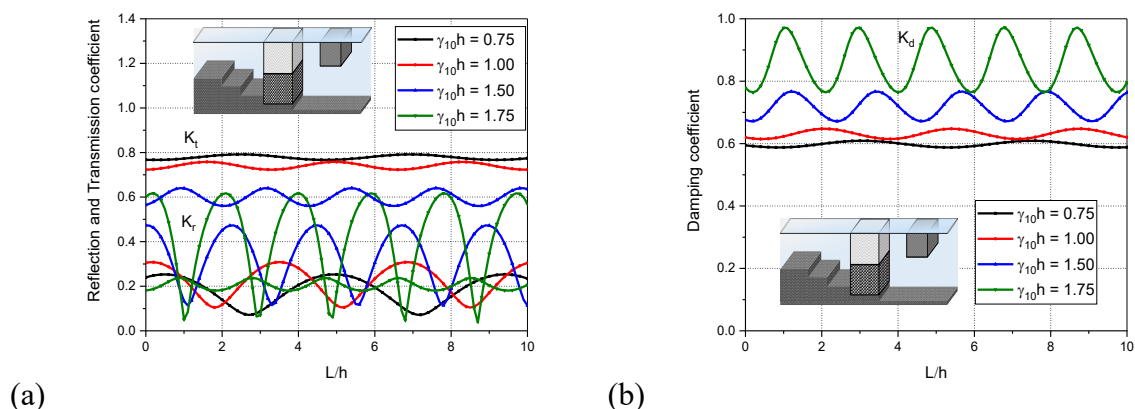 1.4
1.2
1.0
0.8
0.6
0.4
0.2
0.0
Reflection and Transmission coefficient
γ₁₀h = 0.75
γ₁₀h = 1.00
γ₁₀h = 1.50
γ₁₀h = 1.75
Kₜ
Kᵣ
0 2 4 6 8 10
L/h
(a)
1.0
0.8
0.6
0.4
0.2
0.0
Damping coefficient
K_d
γ₁₀h = 0.75
γ₁₀h = 1.00
γ₁₀h = 1.50
γ₁₀h = 1.75
0 2 4 6 8 10
L/h
(b)